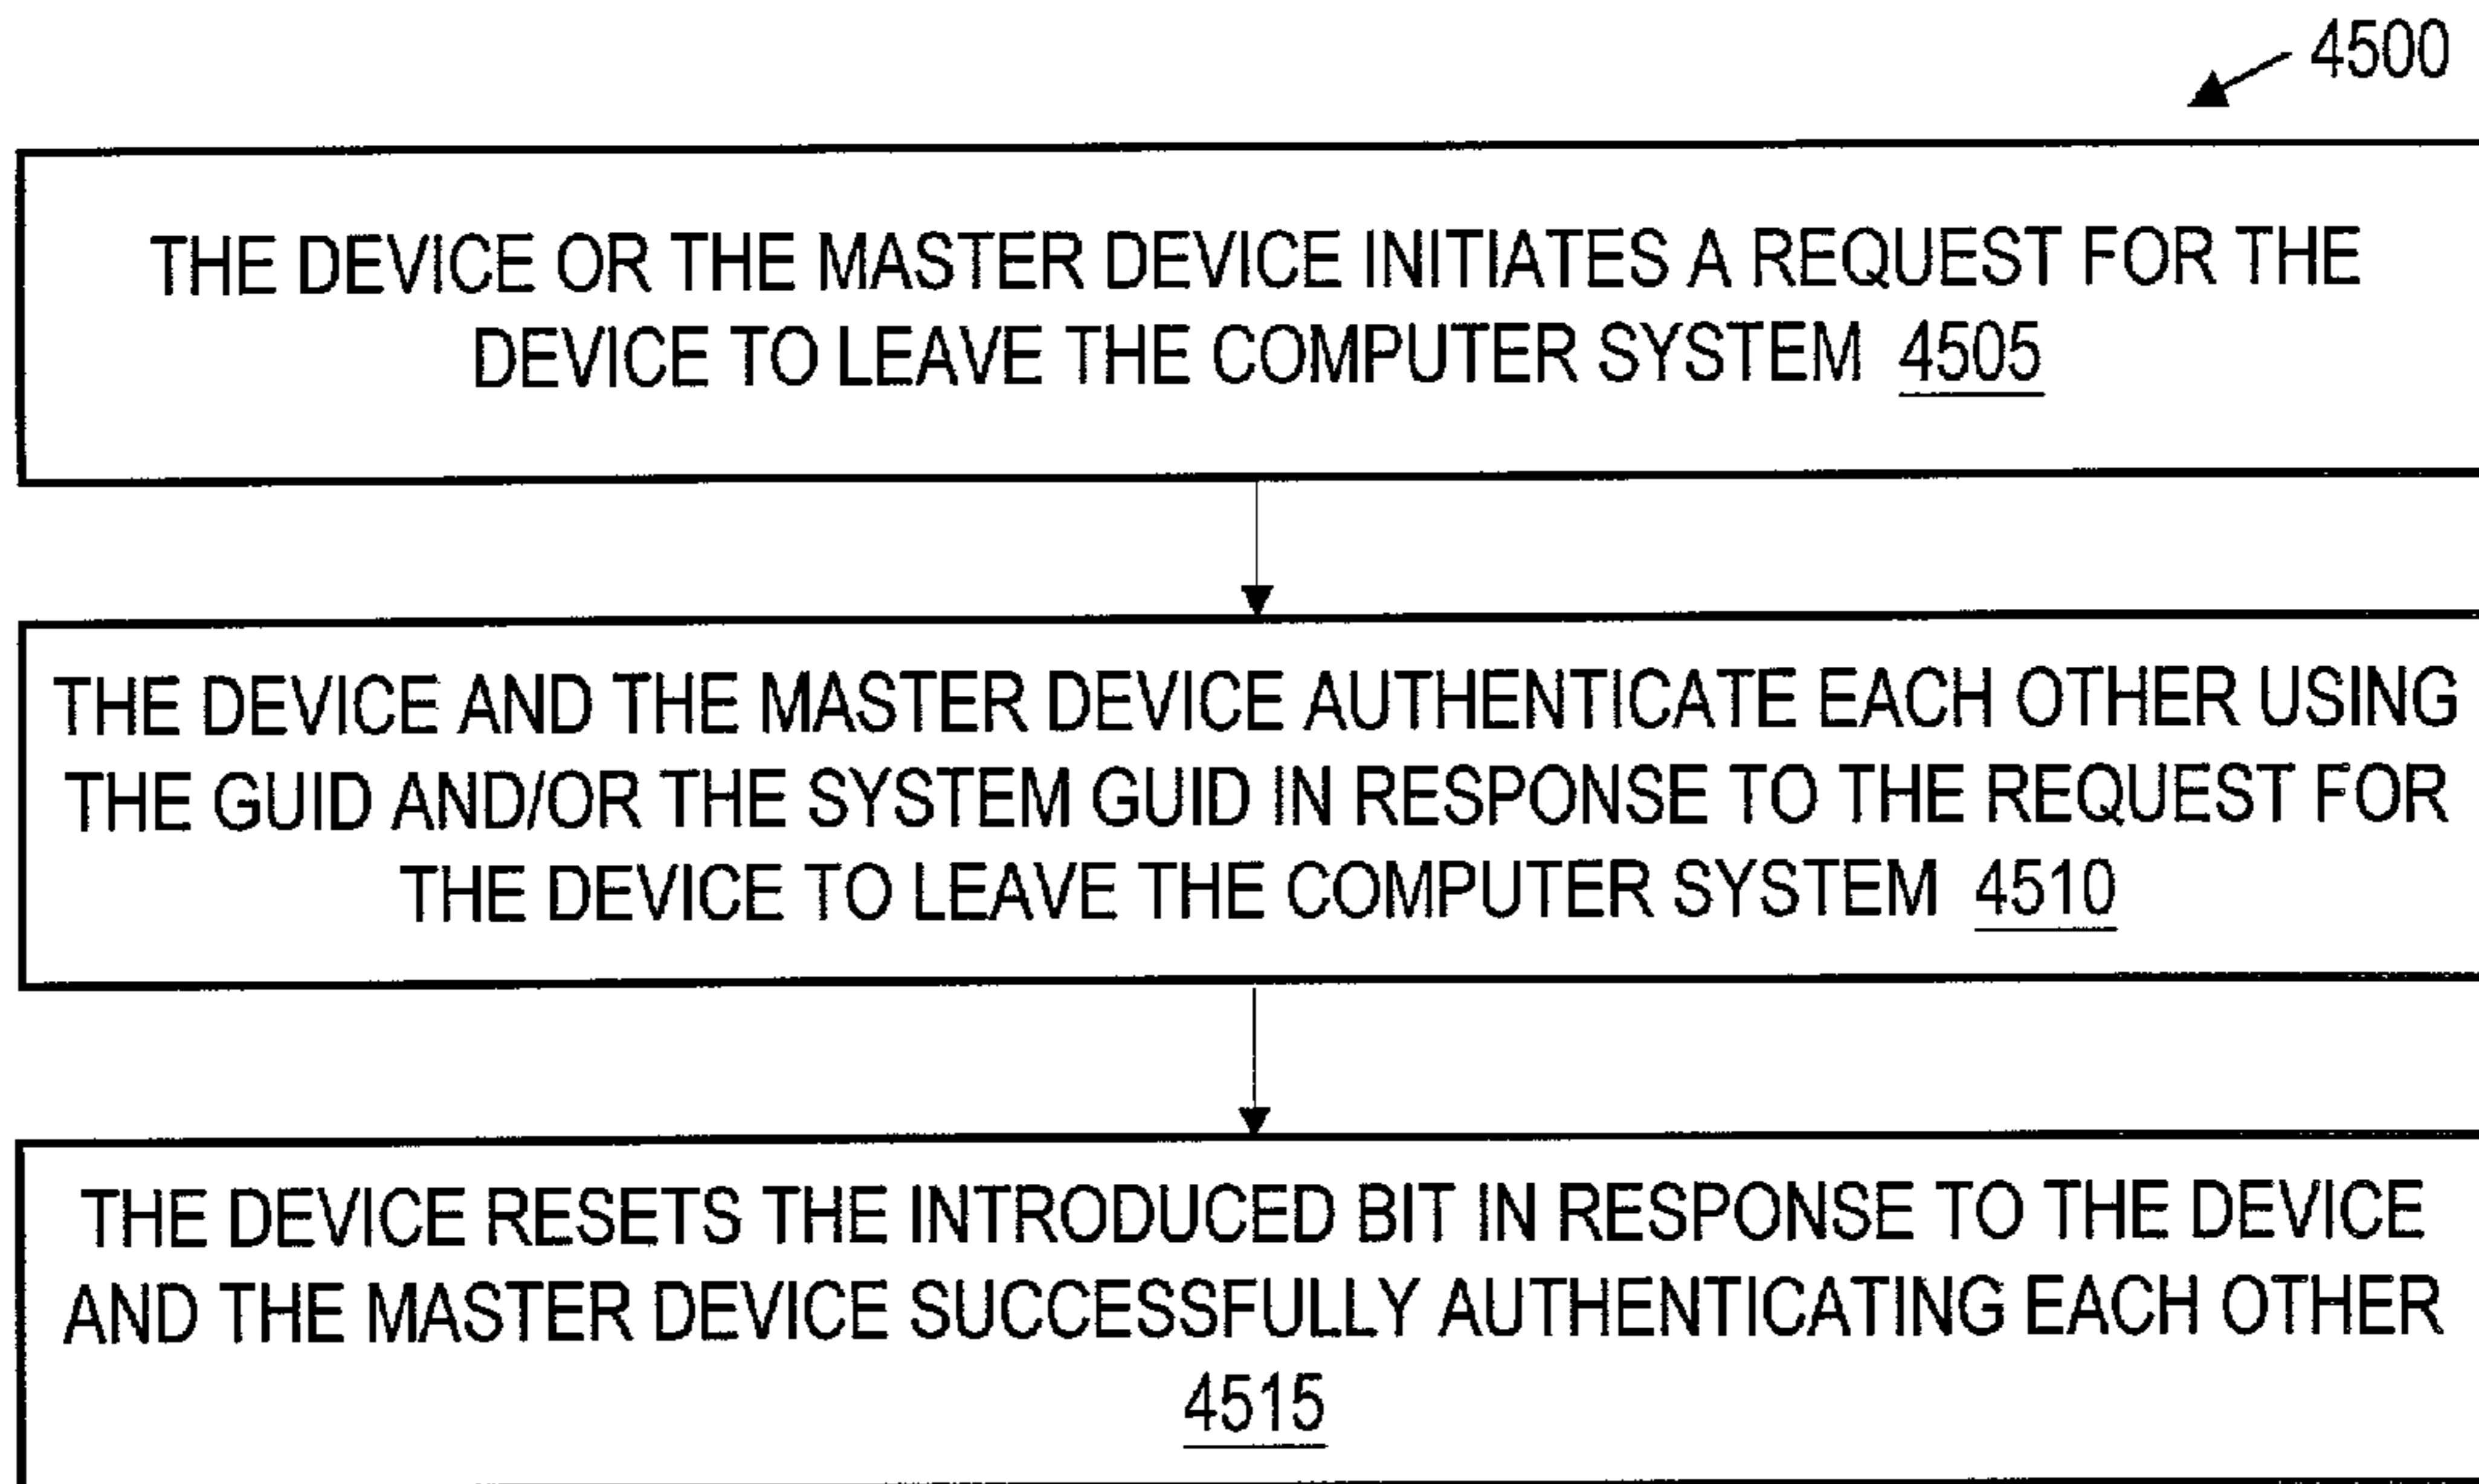 4500
THE DEVICE OR THE MASTER DEVICE INITIATES A REQUEST FOR THE
DEVICE TO LEAVE THE COMPUTER SYSTEM 4505
THE DEVICE AND THE MASTER DEVICE AUTHENTICATE EACH OTHER USING
THE GUID AND/OR THE SYSTEM GUID IN RESPONSE TO THE REQUEST FOR
THE DEVICE TO LEAVE THE COMPUTER SYSTEM 4510
THE DEVICE RESETS THE INTRODUCED BIT IN RESPONSE TO THE DEVICE
AND THE MASTER DEVICE SUCCESSFULLY AUTHENTICATING EACH OTHER
4515